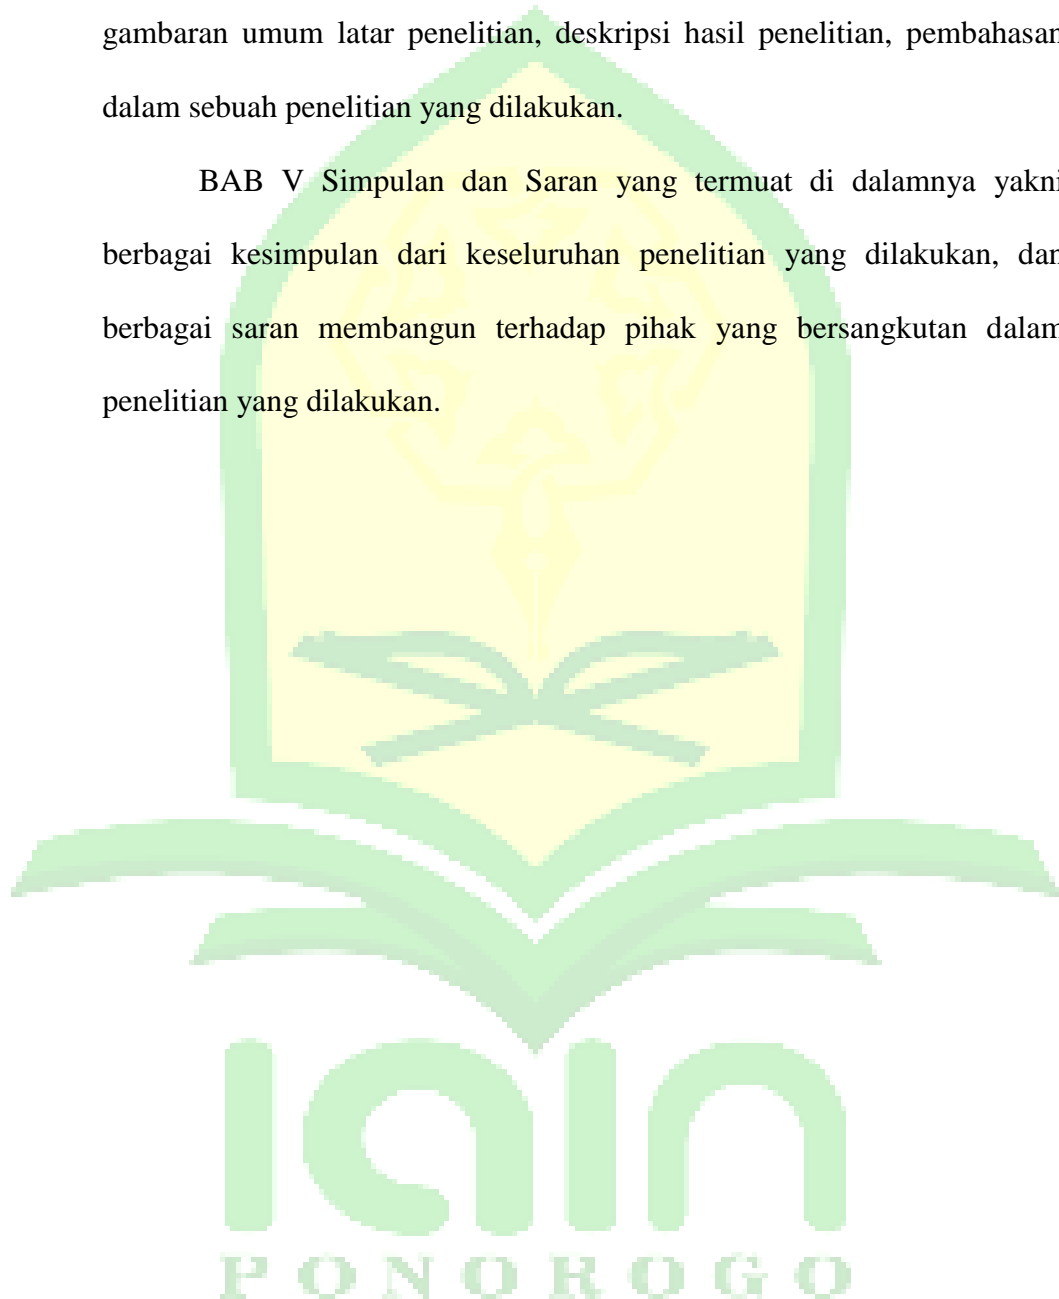 gambaran umum latar penelitian, deskripsi hasil penelitian, pembahasan
dalam sebuah penelitian yang dilakukan.
BAB V Simpulan dan Saran yang termuat di dalamnya yakni
berbagai kesimpulan dari keseluruhan penelitian yang dilakukan, dan
berbagai saran membangun terhadap pihak yang bersangkutan dalam
penelitian yang dilakukan.
iain
PONOROGO